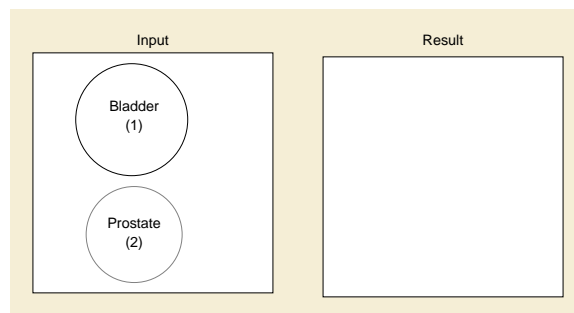 Input
Result
Bladder
(1)
Prostate
(2)